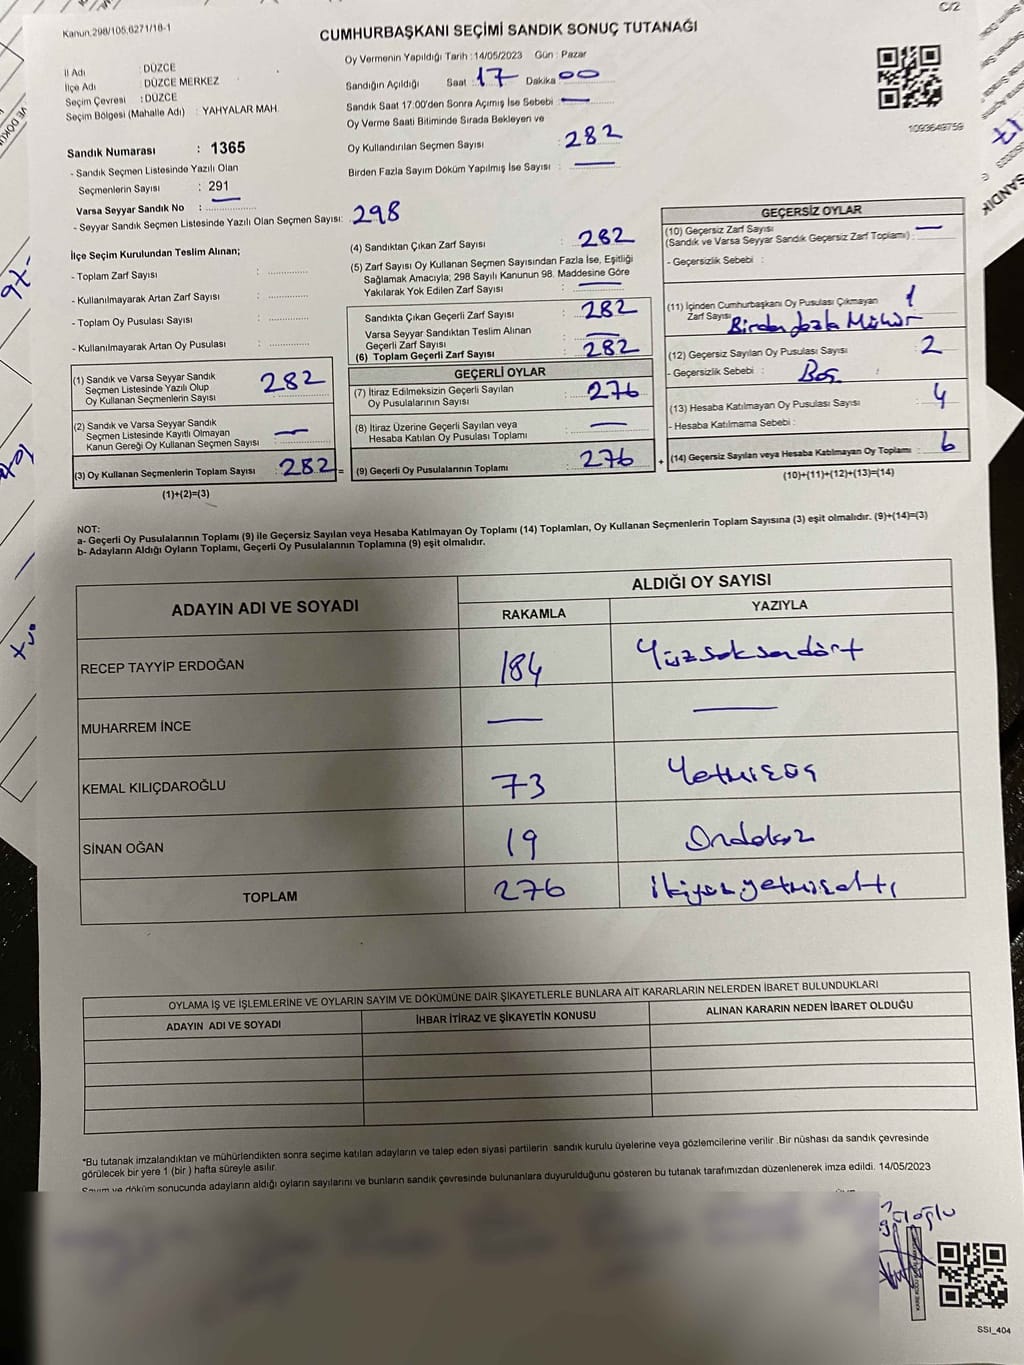 Kanun:298/105,6271/18-1
C/2
CUMHURBAŞKANI SEÇİMİ SANDIK SONUÇ TUTANAĞI
Oy Vermenin Yapıldığı Tarih :14/05/2023 Gün : Pazar
İl Adı : DÜZCE
İlçe Adı : DÜZCE MERKEZ
Seçim Çevresi : DÜZCE
Seçim Bölgesi (Mahalle Adı) : YAHYALAR MAH.
Sandığın Açıldığı Saat : 17 Dakika : 00
Sandık Saat 17:00'den Sonra Açımış İse Sebebi : —
Oy Verme Saati Bitiminde Sırada Bekleyen ve
Oy Kullandırılan Seçmen Sayısı : 282
Birden Fazla Sayım Döküm Yapılmış İse Sayısı : —
1093649759
Sandık Numarası : 1365
- Sandık Seçmen Listesinde Yazılı Olan
Seçmenlerin Sayısı : 291
Varsa Seyyar Sandık No : —
- Seyyar Sandık Seçmen Listesinde Yazılı Olan Seçmen Sayısı: 298
İlçe Seçim Kurulundan Teslim Alınan;
- Toplam Zarf Sayısı :
- Kullanılmayarak Artan Zarf Sayısı :
- Toplam Oy Pusulası Sayısı :
- Kullanılmayarak Artan Oy Pusulası :
(1) Sandık ve Varsa Seyyar Sandık
Seçmen Listesinde Yazılı Olup
Oy Kullanan Seçmenlerin Sayısı 282
(2) Sandık ve Varsa Seyyar Sandık
Seçmen Listesinde Kayıtlı Olmayan
Kanun Gereği Oy Kullanan Seçmen Sayısı : —
(3) Oy Kullanan Seçmenlerin Toplam Sayısı : 282 =
(1)+(2)=(3)
(4) Sandıktan Çıkan Zarf Sayısı : 282
(5) Zarf Sayısı Oy Kullanan Seçmen Sayısından Fazla İse, Eşitliği
Sağlamak Amacıyla; 298 Sayılı Kanunun 98. Maddesine Göre
Yakılarak Yok Edilen Zarf Sayısı : —
Sandıkta Çıkan Geçerli Zarf Sayısı : 282
Varsa Seyyar Sandıktan Teslim Alınan
Geçerli Zarf Sayısı : —
(6) Toplam Geçerli Zarf Sayısı : 282
GEÇERLİ OYLAR
(7) İtiraz Edilmeksizin Geçerli Sayılan
Oy Pusulalarının Sayısı : 276
(8) İtiraz Üzerine Geçerli Sayılan veya
Hesaba Katılan Oy Pusulası Toplamı : —
(9) Geçerli Oy Pusulalarının Toplamı : 276 +
GEÇERSİZ OYLAR
(10) Geçersiz Zarf Sayısı
(Sandık ve Varsa Seyyar Sandık Geçersiz Zarf Toplamı) : —
- Geçersizlik Sebebi :
(11) İçinden Cumhurbaşkanı Oy Pusulası Çıkmayan
Zarf Sayısı 1
Birden fazla Mühür
(12) Geçersiz Sayılan Oy Pusulası Sayısı : 2
- Geçersizlik Sebebi : Boş :
(13) Hesaba Katılmayan Oy Pusulası Sayısı : 4
- Hesaba Katılmama Sebebi :
(14) Geçersiz Sayılan veya Hesaba Katılmayan Oy Toplamı : 6
(10)+(11)+(12)+(13)=(14)
NOT:
a- Geçerli Oy Pusulalarının Toplamı (9) ile Geçersiz Sayılan veya Hesaba Katılmayan Oy Toplamı (14) Toplamları, Oy Kullanan Seçmenlerin Toplam Sayısına (3) eşit olmalıdır. (9)+(14)=(3)
b- Adayların Aldığı Oyların Toplamı, Geçerli Oy Pusulalarının Toplamına (9) eşit olmalıdır.
ADAYIN ADI VE SOYADI
ALDIĞI OY SAYISI
RAKAMLA YAZIYLA
RECEP TAYYİP ERDOĞAN 184 Yüzseksendört
MUHARREM İNCE — —
KEMAL KILIÇDAROĞLU 73 Yetmişüç
SİNAN OĞAN 19 Ondokuz
TOPLAM 276 ikiyüzyetmişaltı
OYLAMA İŞ VE İŞLEMLERİNE VE OYLARIN SAYIM VE DÖKÜMÜNE DAİR ŞİKAYETLERLE BUNLARA AİT KARARLARIN NELERDEN İBARET BULUNDUKLARI
ADAYIN ADI VE SOYADI İHBAR İTİRAZ VE ŞİKAYETİN KONUSU ALINAN KARARIN NEDEN İBARET OLDUĞU
*Bu tutanak imzalandıktan ve mühürlendikten sonra seçime katılan adayların ve talep eden siyasi partilerin sandık kurulu üyelerine veya gözlemcilerine verilir .Bir nüshası da sandık çevresinde
görülecek bir yere 1 (bir ) hafta süreyle asılır.
Sayım ve döküm sonucunda adayların aldığı oyların sayılarını ve bunların sandık çevresinde bulunanlara duyurulduğunu gösteren bu tutanak tarafımızdan düzenlenerek imza edildi. 14/05/2023
SSI_404